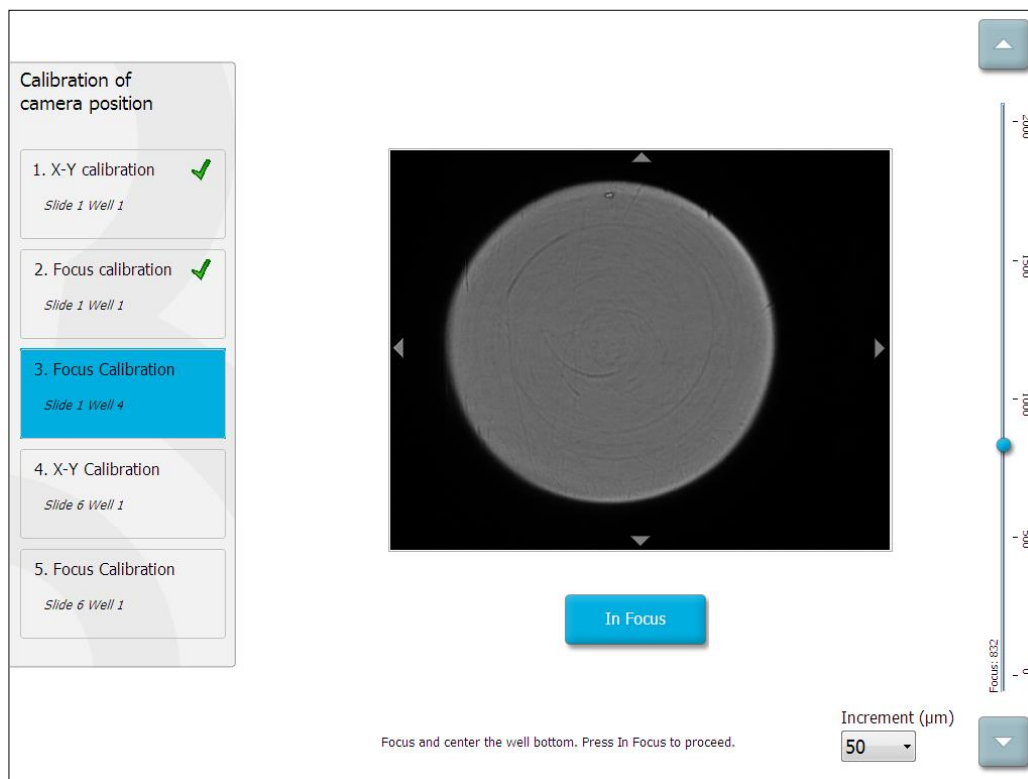 Calibration of
camera position
1. X-Y calibration
Slide 1 Well 1
2. Focus calibration
Slide 1 Well 1
3. Focus Calibration
Slide 1 Well 4
4. X-Y Calibration
Slide 6 Well 1
5. Focus Calibration
Slide 6 Well 1
In Focus
Focus and center the well bottom. Press In Focus to proceed.
Increment (µm)
50
2000
1500
1000
500
0
Focus: 832